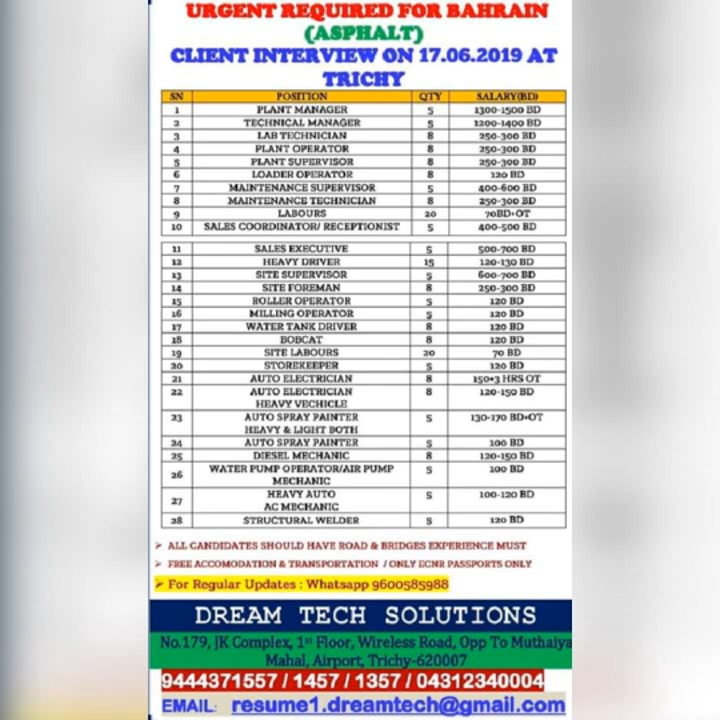 URGENT REQUIRED FOR BAHRAIN
(ASPHALT)
CLIENT INTERVIEW ON 17.06.2019 AT
TRICHY
SN POSITION QTY SALARY(BD)
1 PLANT MANAGER 5 1300-1500 BD
2 TECHNICAL MANAGER 5 1200-1400 BD
3 LAB TECHNICIAN 8 250-300 BD
4 PLANT OPERATOR 8 250-300 BD
5 PLANT SUPERVISOR 8 250-300 BD
6 LOADER OPERATOR 8 120 BD
7 MAINTENANCE SUPERVISOR 5 400-600 BD
8 MAINTENANCE TECHNICIAN 8 250-300 BD
9 LABOURS 20 70BD+OT
10 SALES COORDINATOR/ RECEPTIONIST 5 400-500 BD
11 SALES EXECUTIVE 5 500-700 BD
12 HEAVY DRIVER 15 120-130 BD
13 SITE SUPERVISOR 5 600-700 BD
14 SITE FOREMAN 8 250-300 BD
15 ROLLER OPERATOR 5 120 BD
16 MILLING OPERATOR 5 120 BD
17 WATER TANK DRIVER 8 120 BD
18 BOBCAT 8 120 BD
19 SITE LABOURS 20 70 BD
20 STOREKEEPER 5 120 BD
21 AUTO ELECTRICIAN 8 150+3 HRS OT
22 AUTO ELECTRICIAN 8 120-150 BD
HEAVY VECHICLE
23 AUTO SPRAY PAINTER 5 130-170 BD+OT
HEAVY & LIGHT BOTH
24 AUTO SPRAY PAINTER 5 100 BD
25 DIESEL MECHANIC 8 120-150 BD
26 WATER PUMP OPERATOR/AIR PUMP 5 100 BD
MECHANIC
27 HEAVY AUTO 5 100-120 BD
AC MECHANIC
28 STRUCTURAL WELDER 5 120 BD
➢ ALL CANDIDATES SHOULD HAVE ROAD & BRIDGES EXPERIENCE MUST
➢ FREE ACCOMODATION & TRANSPORTATION / ONLY ECNR PASSPORTS ONLY
➢ For Regular Updates : Whatsapp 9600585988
DREAM TECH SOLUTIONS
No.179, JK Complex, 1st Floor, Wireless Road, Opp To Muthaiya
Mahal, Airport, Trichy-620007
9444371557 / 1457 / 1357 / 04312340004
EMAIL: resume1.dreamtech@gmail.com